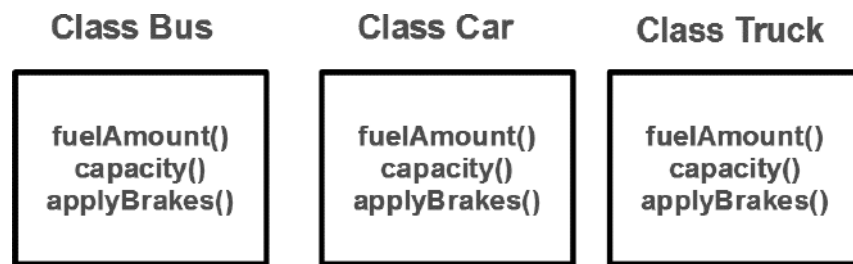 Class Bus
Class Car
Class Truck
fuelAmount()
capacity()
applyBrakes()
fuelAmount()
capacity()
applyBrakes()
fuelAmount()
capacity()
applyBrakes()